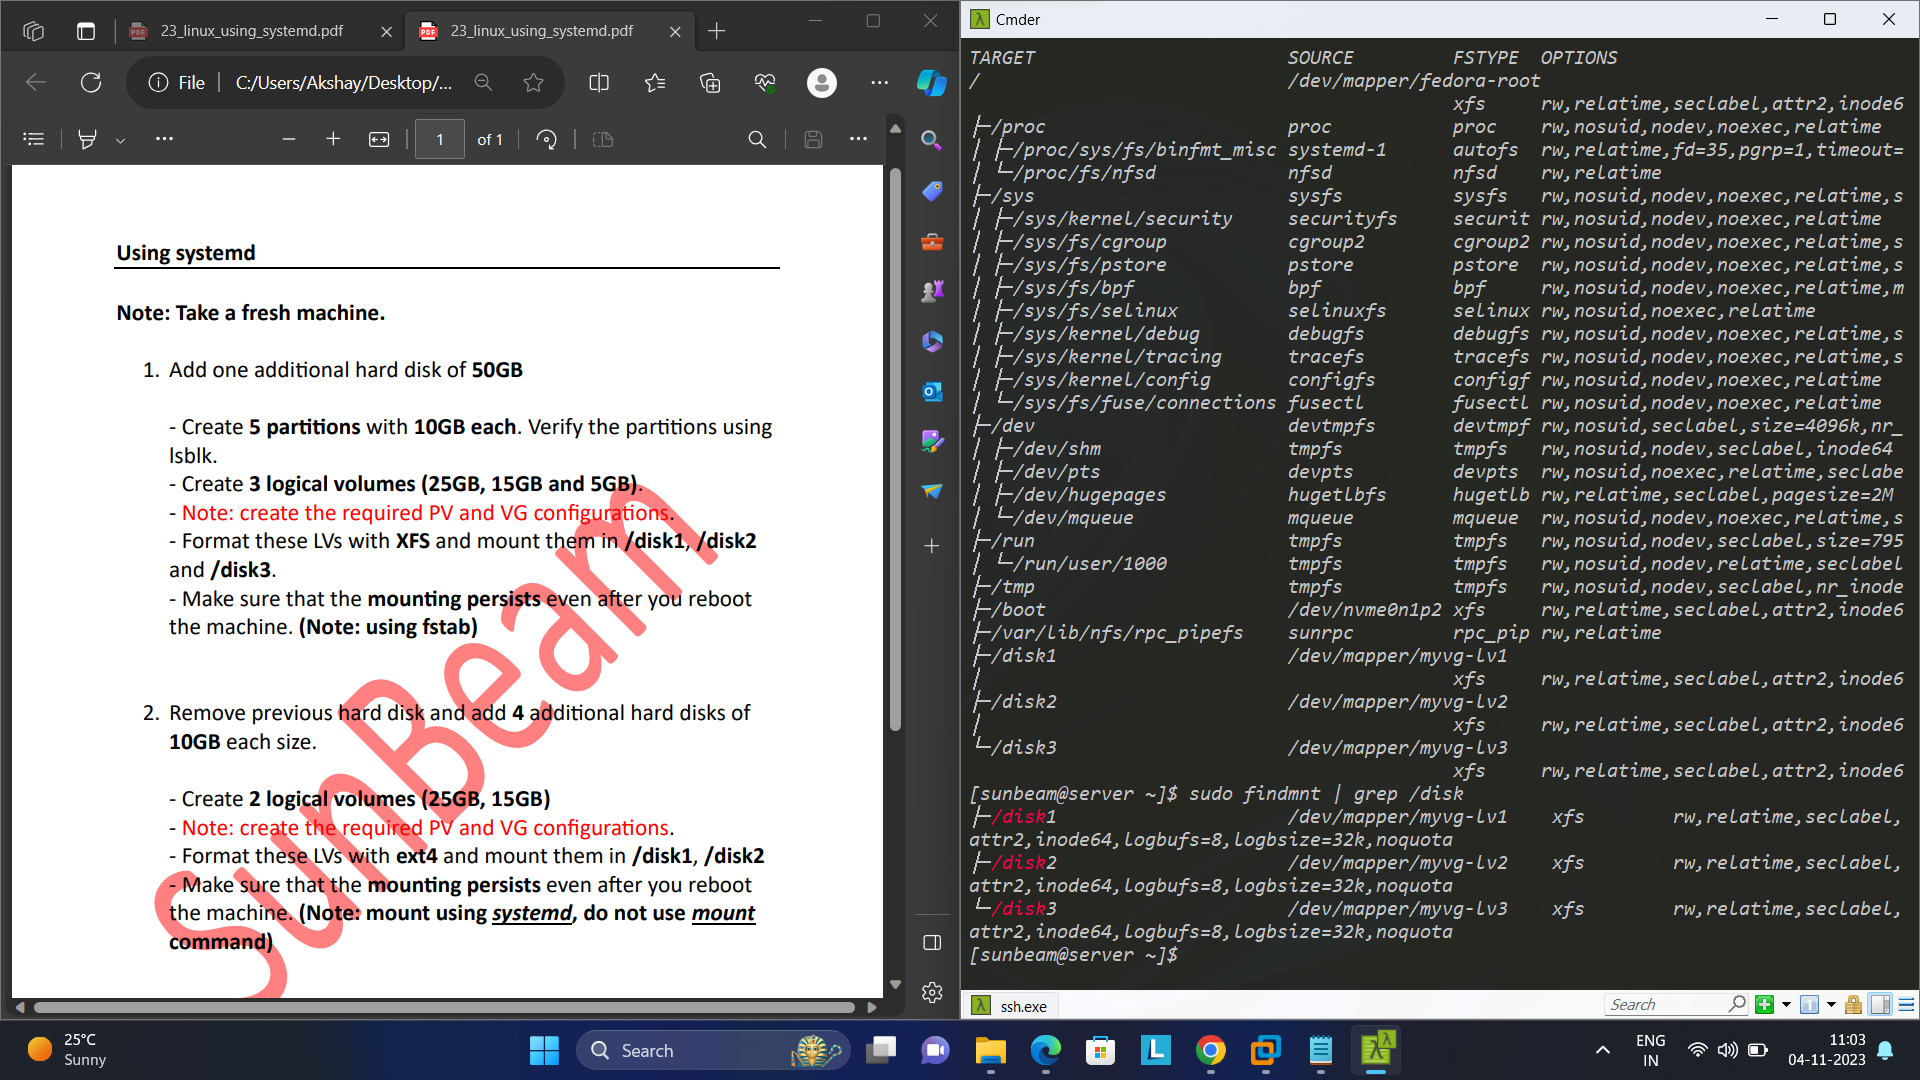 23_linux_using_systemd.pdf
23_linux_using_systemd.pdf
File
C:/Users/Akshay/Desktop/...
1 of 1
Using systemd
Note: Take a fresh machine.
1. Add one additional hard disk of 50GB
- Create 5 partitions with 10GB each. Verify the partitions using
lsblk.
- Create 3 logical volumes (25GB, 15GB and 5GB).
- Note: create the required PV and VG configurations.
- Format these LVs with XFS and mount them in /disk1, /disk2
and /disk3.
- Make sure that the mounting persists even after you reboot
the machine. (Note: using fstab)
2. Remove previous hard disk and add 4 additional hard disks of
10GB each size.
- Create 2 logical volumes (25GB, 15GB)
- Note: create the required PV and VG configurations.
- Format these LVs with ext4 and mount them in /disk1, /disk2
- Make sure that the mounting persists even after you reboot
the machine. (Note: mount using systemd, do not use mount
command)
SunBeam
Cmder
TARGET SOURCE FSTYPE OPTIONS
/ /dev/mapper/fedora-root
xfs rw,relatime,seclabel,attr2,inode6
├─/proc proc proc rw,nosuid,nodev,noexec,relatime
│ ├─/proc/sys/fs/binfmt_misc systemd-1 autofs rw,relatime,fd=35,pgrp=1,timeout=
│ └─/proc/fs/nfsd nfsd nfsd rw,relatime
├─/sys sysfs sysfs rw,nosuid,nodev,noexec,relatime,s
│ ├─/sys/kernel/security securityfs securit rw,nosuid,nodev,noexec,relatime
│ ├─/sys/fs/cgroup cgroup2 cgroup2 rw,nosuid,nodev,noexec,relatime,s
│ ├─/sys/fs/pstore pstore pstore rw,nosuid,nodev,noexec,relatime,s
│ ├─/sys/fs/bpf bpf bpf rw,nosuid,nodev,noexec,relatime,m
│ ├─/sys/fs/selinux selinuxfs selinux rw,nosuid,noexec,relatime
│ ├─/sys/kernel/debug debugfs debugfs rw,nosuid,nodev,noexec,relatime,s
│ ├─/sys/kernel/tracing tracefs tracefs rw,nosuid,nodev,noexec,relatime,s
│ ├─/sys/kernel/config configfs configf rw,nosuid,nodev,noexec,relatime
│ └─/sys/fs/fuse/connections fusectl fusectl rw,nosuid,nodev,noexec,relatime
├─/dev devtmpfs devtmpf rw,nosuid,seclabel,size=4096k,nr_
│ ├─/dev/shm tmpfs tmpfs rw,nosuid,nodev,seclabel,inode64
│ ├─/dev/pts devpts devpts rw,nosuid,noexec,relatime,seclabe
│ ├─/dev/hugepages hugetlbfs hugetlb rw,relatime,seclabel,pagesize=2M
│ └─/dev/mqueue mqueue mqueue rw,nosuid,nodev,noexec,relatime,s
├─/run tmpfs tmpfs rw,nosuid,nodev,seclabel,size=795
│ └─/run/user/1000 tmpfs tmpfs rw,nosuid,nodev,relatime,seclabel
├─/tmp tmpfs tmpfs rw,nosuid,nodev,seclabel,nr_inode
├─/boot /dev/nvme0n1p2 xfs rw,relatime,seclabel,attr2,inode6
├─/var/lib/nfs/rpc_pipefs sunrpc rpc_pip rw,relatime
├─/disk1 /dev/mapper/myvg-lv1
│ xfs rw,relatime,seclabel,attr2,inode6
├─/disk2 /dev/mapper/myvg-lv2
│ xfs rw,relatime,seclabel,attr2,inode6
└─/disk3 /dev/mapper/myvg-lv3
xfs rw,relatime,seclabel,attr2,inode6
[sunbeam@server ~]$ sudo findmnt | grep /disk
├─/disk1 /dev/mapper/myvg-lv1 xfs rw,relatime,seclabel,
attr2,inode64,logbufs=8,logbsize=32k,noquota
├─/disk2 /dev/mapper/myvg-lv2 xfs rw,relatime,seclabel,
attr2,inode64,logbufs=8,logbsize=32k,noquota
└─/disk3 /dev/mapper/myvg-lv3 xfs rw,relatime,seclabel,
attr2,inode64,logbufs=8,logbsize=32k,noquota
[sunbeam@server ~]$
ssh.exe
Search
25°C
Sunny
Search
ENG
IN
11:03
04-11-2023